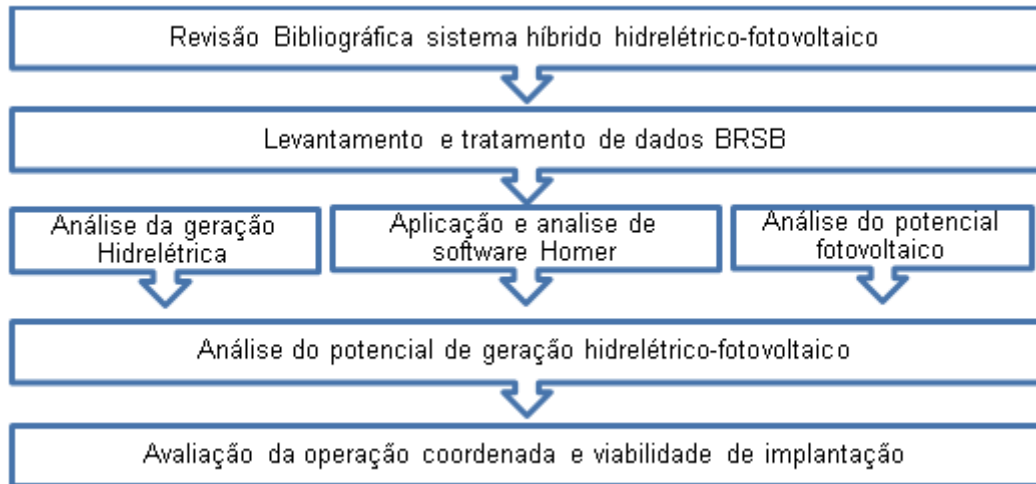 Revisão Bibliográfica sistema híbrido hidrelétrico-fotovoltaico
Levantamento e tratamento de dados BRSB
Análise da geração
Hidrelétrica
Aplicação e analise de
software Homer
Análise do potencial
fotovoltaico
Análise do potencial de geração hidrelétrico-fotovoltaico
Avaliação da operação coordenada e viabilidade de implantação